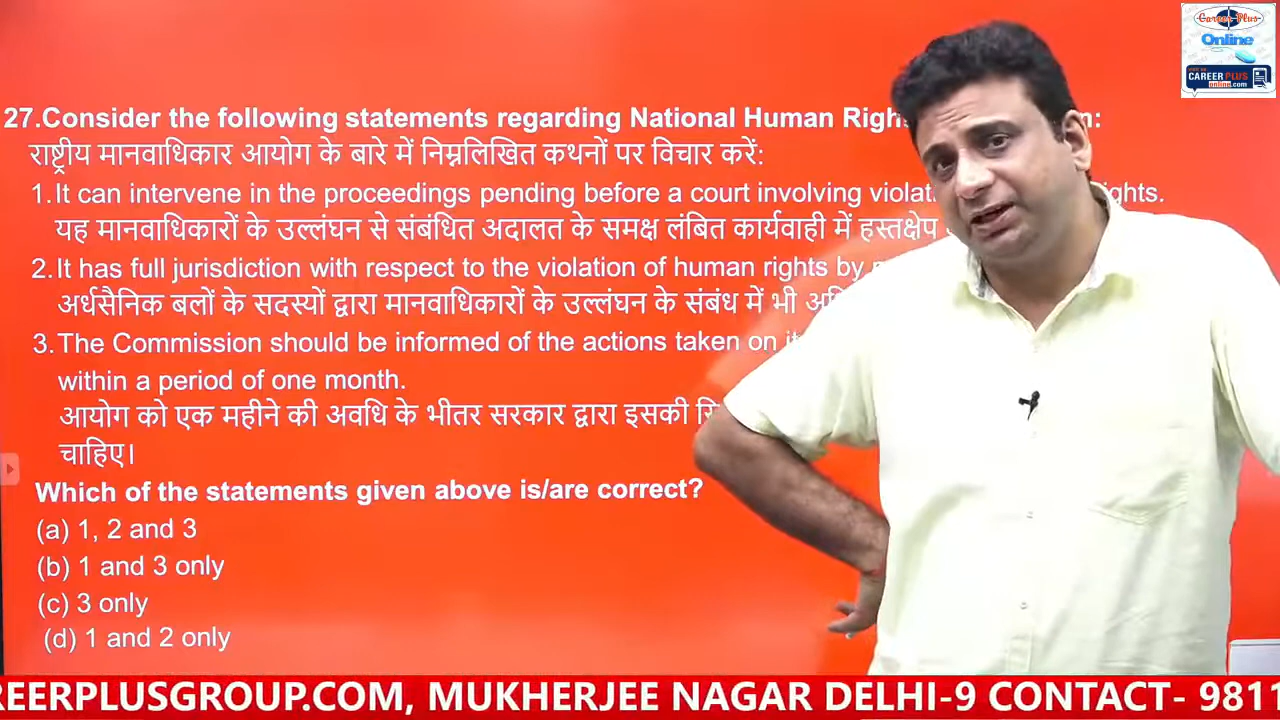 Career Plus
Online
CAREER PLUS
online.com
27.Consider the following statements regarding National Human Righ
राष्ट्रीय मानवाधिकार आयोग के बारे में निम्नलिखित कथनों पर विचार करें:
1.It can intervene in the proceedings pending before a court involving violat ights.
यह मानवाधिकारों के उल्लंघन से संबंधित अदालत के समक्ष लंबित कार्यवाही में हस्तक्षेप
2.It has full jurisdiction with respect to the violation of human rights by
अर्धसैनिक बलों के सदस्यों द्वारा मानवाधिकारों के उल्लंघन के संबंध में भी
3.The Commission should be informed of the actions taken on
within a period of one month.
आयोग को एक महीने की अवधि के भीतर सरकार द्वारा इसकी
चाहिए।
Which of the statements given above is/are correct?
(a) 1, 2 and 3
(b) 1 and 3 only
(c) 3 only
(d) 1 and 2 only
REERPLUSGROUP.COM, MUKHERJEE NAGAR DELHI-9 CONTACT- 9811